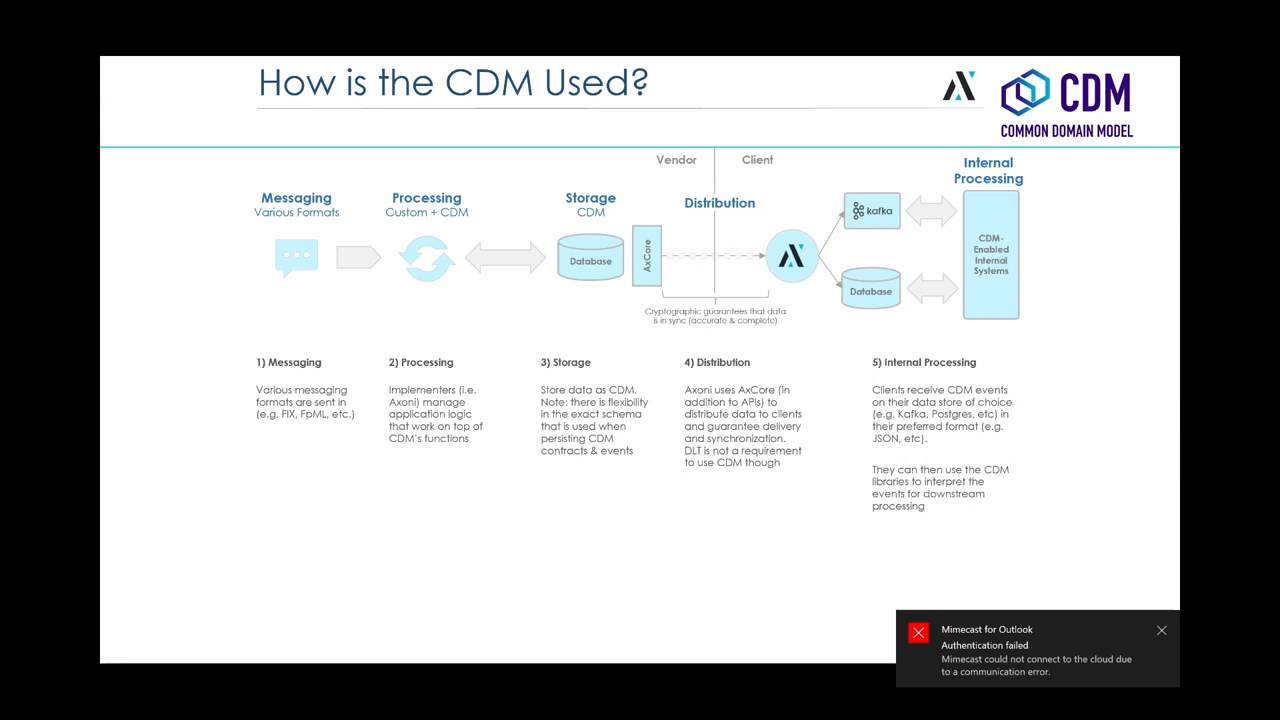 How is the CDM Used?
CDM
COMMON DOMAIN MODEL
Vendor
Client
Messaging
Various Formats
Processing
Custom + CDM
Storage
CDM
Distribution
Internal
Processing
Database
AxCore
kafka
Database
CDM-
Enabled
Internal
Systems
Cryptographic guarantees that data
is in sync (accurate & complete)
1) Messaging
Various messaging
formats are sent in
(e.g. FIX, FpML, etc.)
2) Processing
Implementers (i.e.
Axoni) manage
application logic
that work on top of
CDM's functions
3) Storage
Store data as CDM.
Note: there is flexibility
in the exact schema
that is used when
persisting CDM
contracts & events
4) Distribution
Axoni uses AxCore (in
addition to APIs) to
distribute data to clients
and guarantee delivery
and synchronization.
DLT is not a requirement
to use CDM though
5) Internal Processing
Clients receive CDM events
on their data store of choice
(e.g. Kafka, Postgres, etc) in
their preferred format (e.g.
JSON, etc).
They can then use the CDM
libraries to interpret the
events for downstream
processing
Mimecast for Outlook
Authentication failed
Mimecast could not connect to the cloud due
to a communication error.